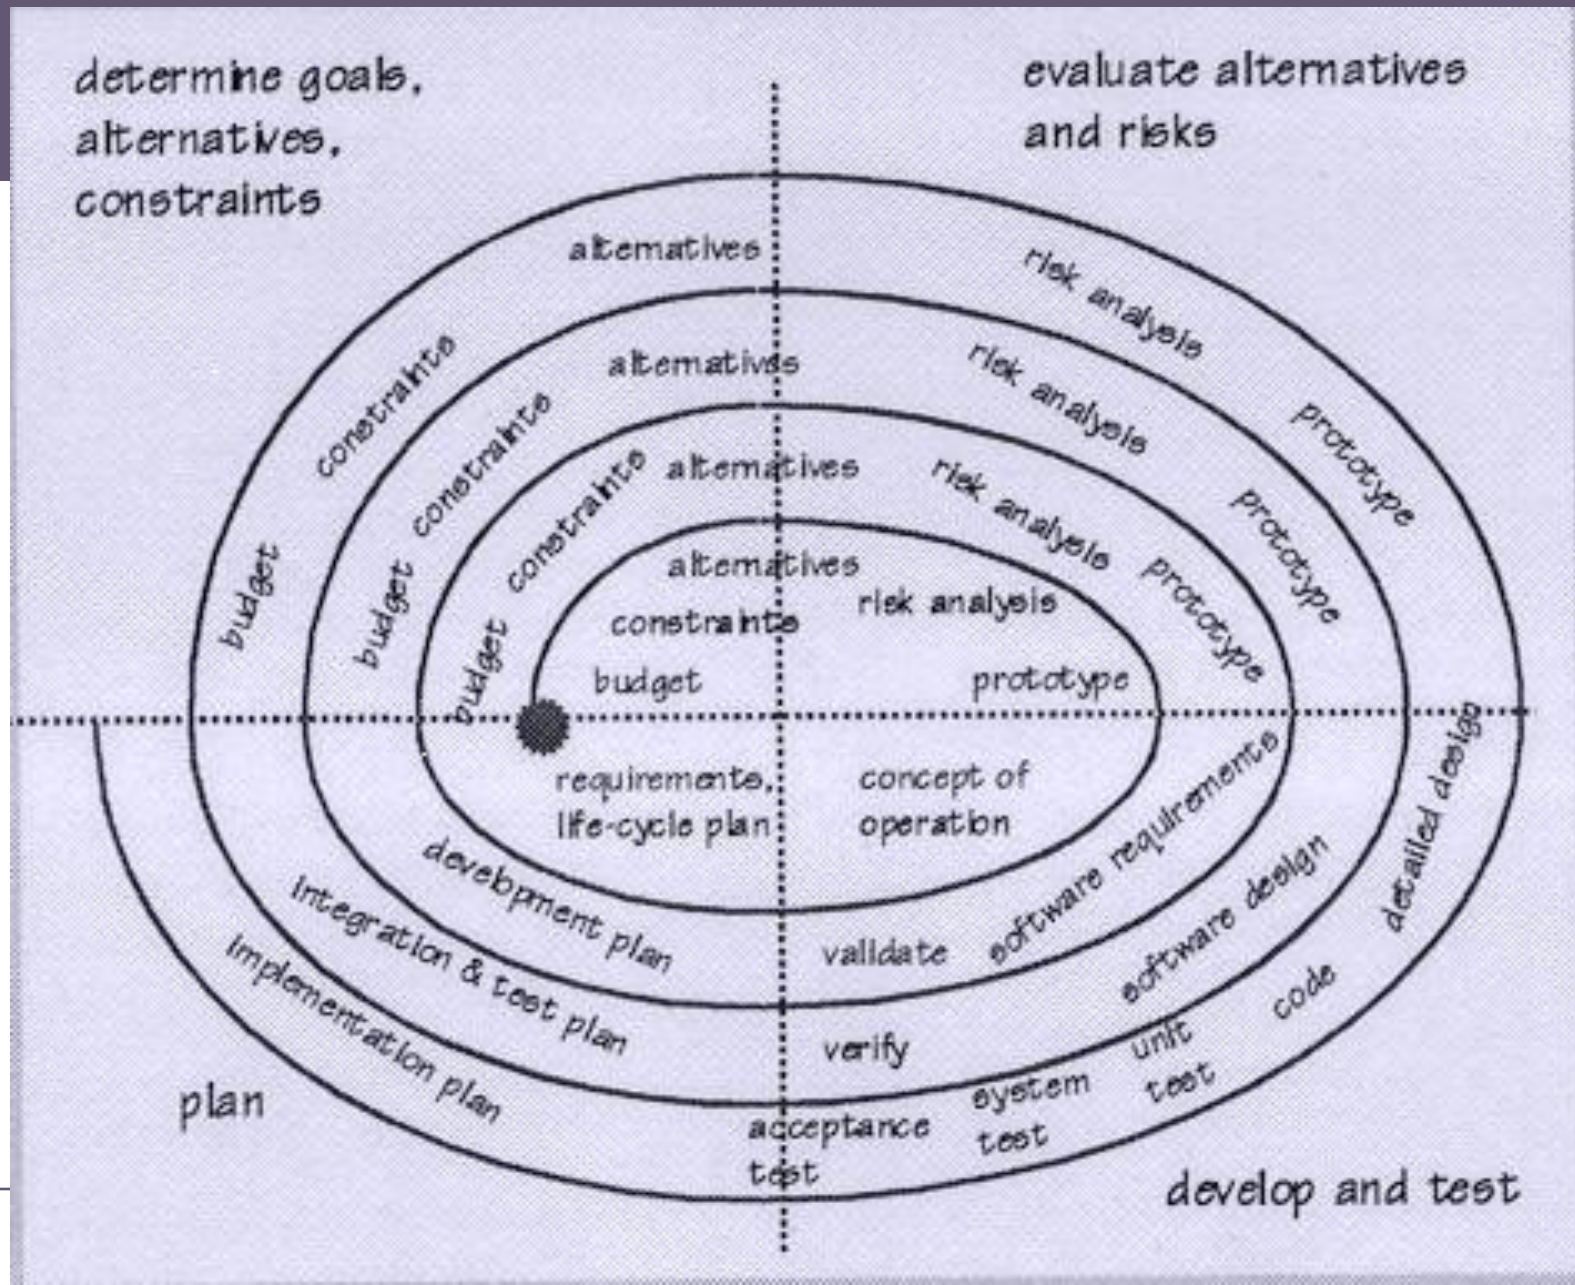 determine goals,
alternatives,
constraints
evaluate alternatives
and risks
alternatives
constraints
budget
risk analysis
prototype
alternatives
constraints
budget
risk analysis
prototype
alternatives
constraints
budget
risk analysis
prototype
alternatives
constraints
budget
risk analysis
prototype
requirements,
life-cycle plan
concept of
operation
development plan
validate
software requirements
integration & test plan
verify
software design
implementation plan
acceptance
test
system
test
unit
test
code
detailed design
plan
develop and test